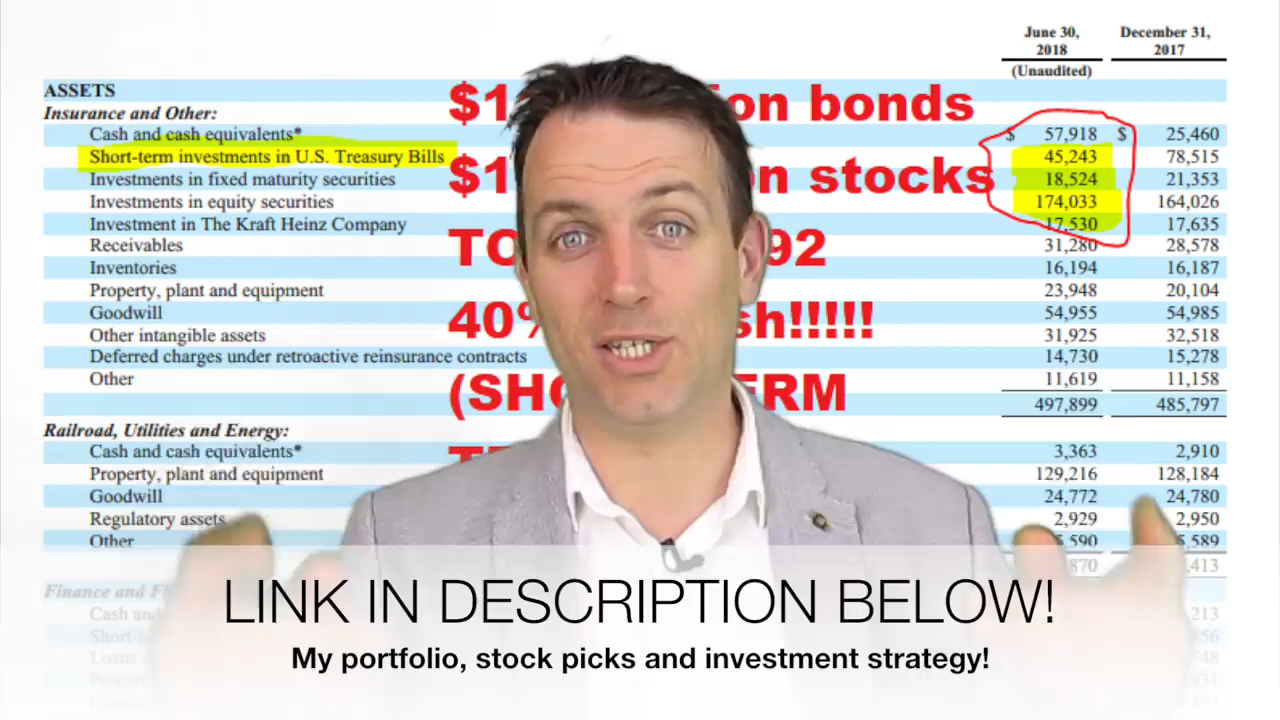 June 30, December 31,
2018 2017
(Unaudited)
ASSETS
Insurance and Other:
Cash and cash equivalents* $ 57,918 $ 25,460
Short-term investments in U.S. Treasury Bills 45,243 78,515
Investments in fixed maturity securities 18,524 21,353
Investments in equity securities 174,033 164,026
Investment in The Kraft Heinz Company 17,530 17,635
Receivables 31,280 28,578
Inventories 16,194 16,187
Property, plant and equipment 23,948 20,104
Goodwill 54,955 54,985
Other intangible assets 31,925 32,518
Deferred charges under retroactive reinsurance contracts 14,730 15,278
Other 11,619 11,158
497,899 485,797
Railroad, Utilities and Energy:
Cash and cash equivalents* 3,363 2,910
Property, plant and equipment 129,216 128,184
Goodwill 24,772 24,780
Regulatory assets 2,929 2,950
Other
bonds
stocks
92
40%
TERM
LINK IN DESCRIPTION BELOW!
My portfolio, stock picks and investment strategy!